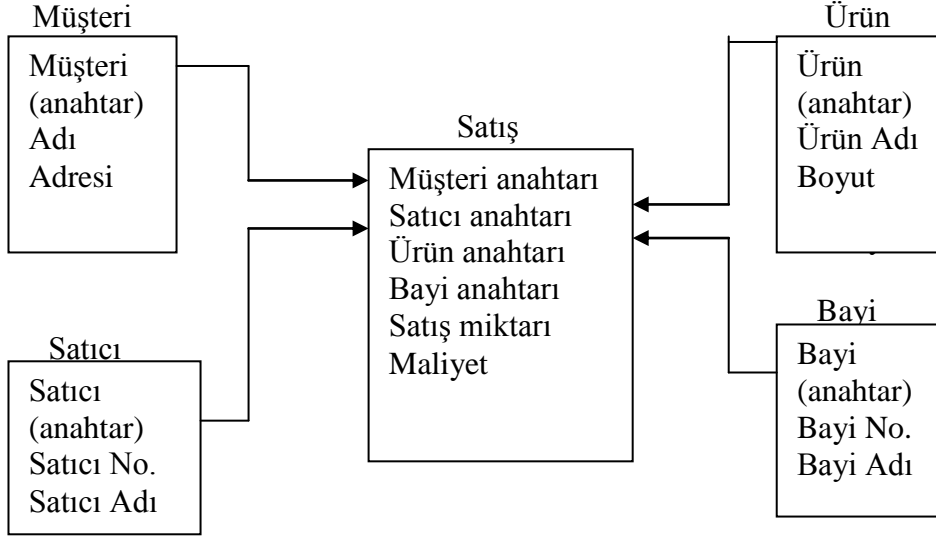 Müşteri
Müşteri
(anahtar)
Adı
Adresi
Satıcı
Satıcı
(anahtar)
Satıcı No.
Satıcı Adı
Satış
Müşteri anahtarı
Satıcı anahtarı
Ürün anahtarı
Bayi anahtarı
Satış miktarı
Maliyet
Ürün
Ürün
(anahtar)
Ürün Adı
Boyut
Bayi
Bayi
(anahtar)
Bayi No.
Bayi Adı